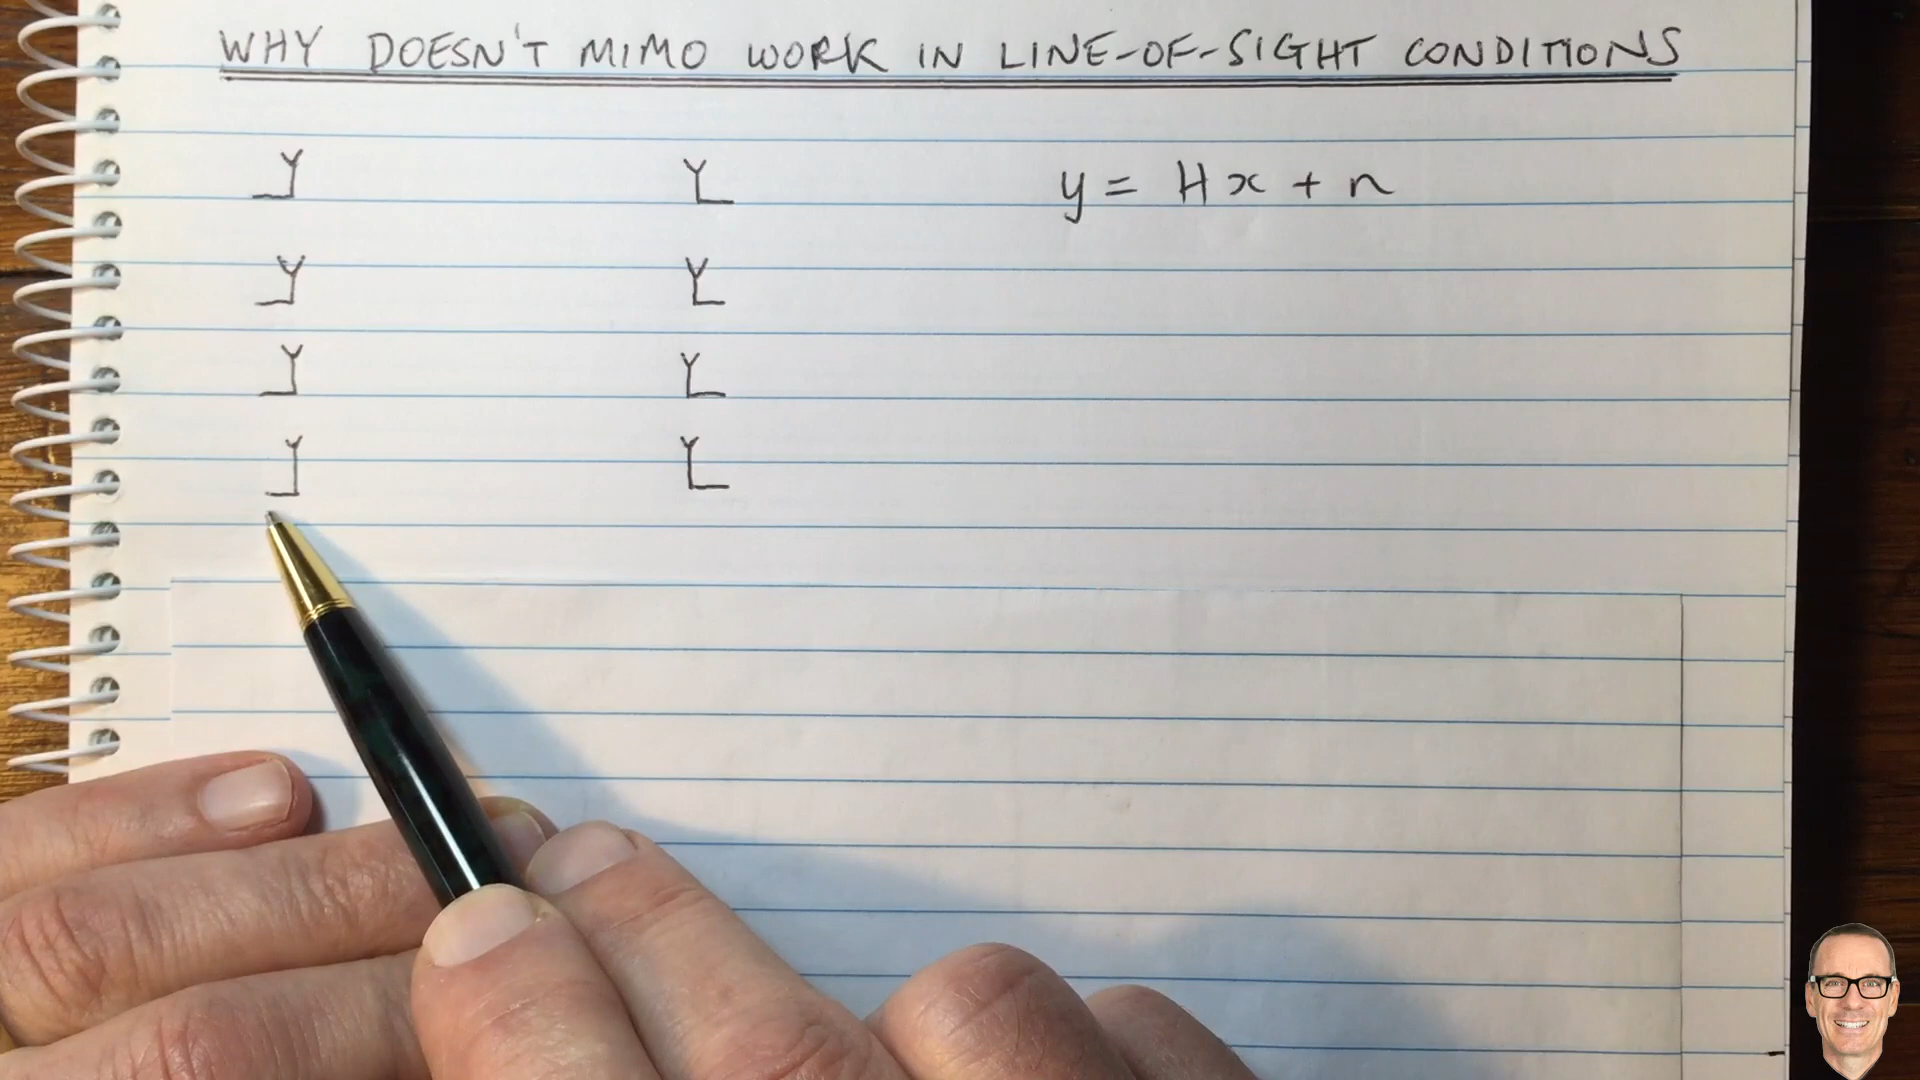 WHY DOESN'T MIMO WORK IN LINE-OF-SIGHT CONDITIONS
y = Hx + n